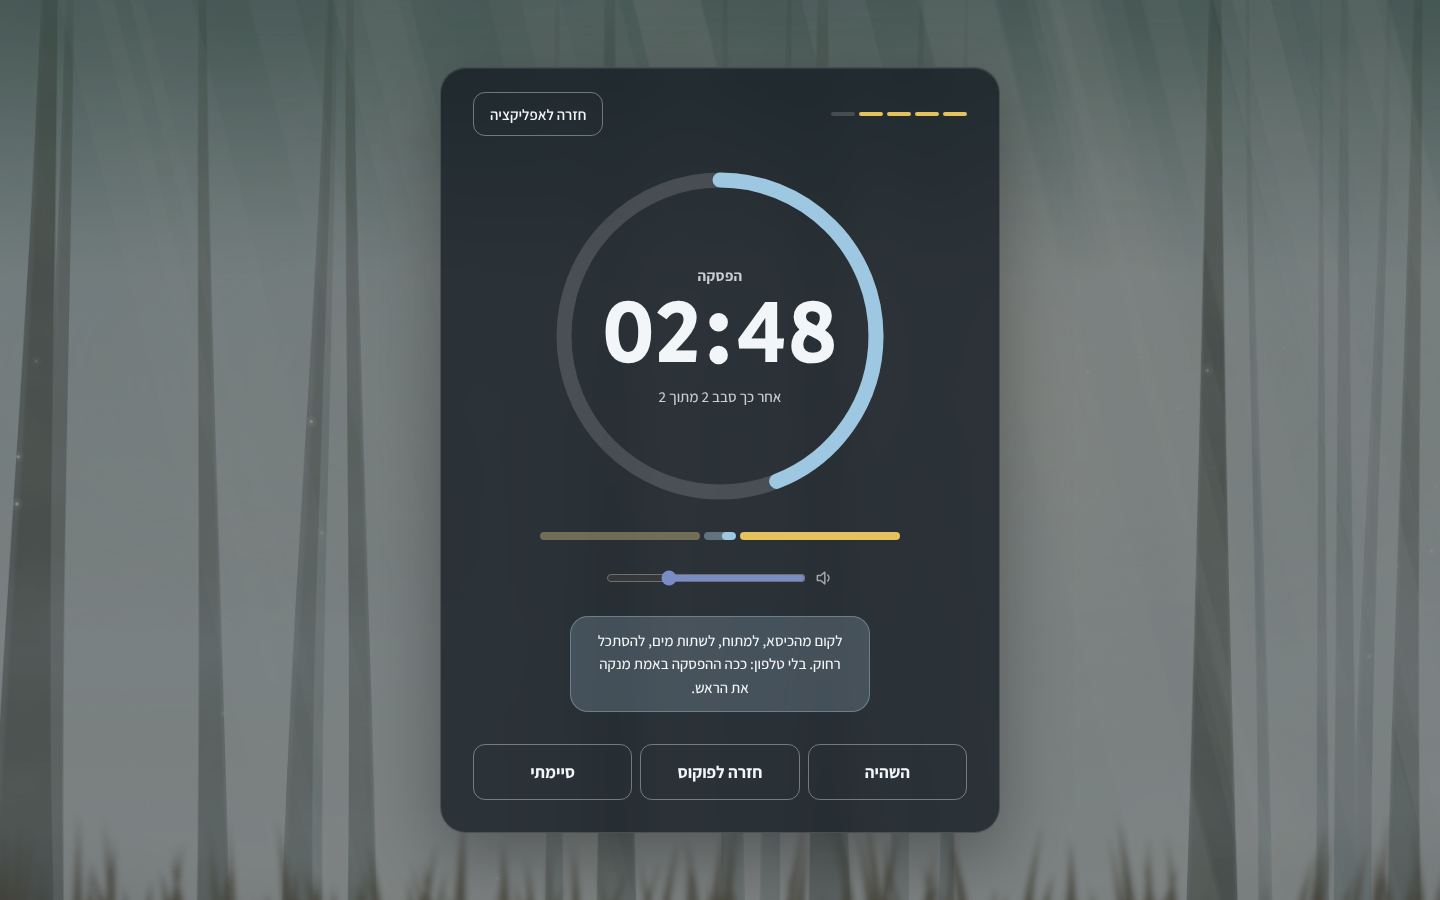 חזרה לאפליקציה
הפסקה
02:48
אחר כך סבב 2 מתוך 2
לקום מהכיסא, למתוח, לשתות מים, להסתכל
רחוק. בלי טלפון: ככה ההפסקה באמת מנקה
את הראש.
השהיה
חזרה לפוקוס
סיימתי